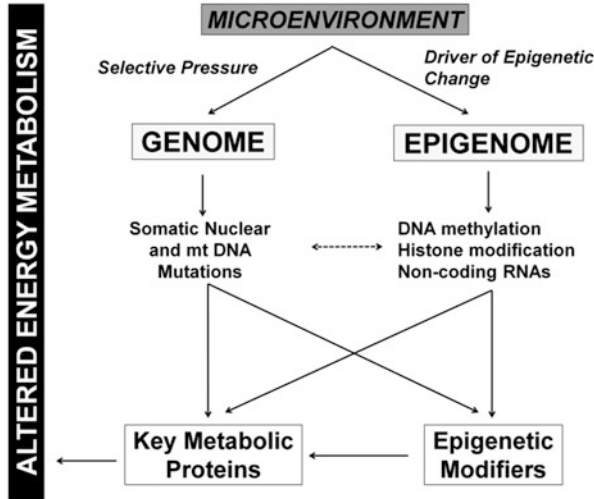 MICROENVIRONMENT
Selective Pressure
Driver of Epigenetic
Change
GENOME
EPIGENOME
Somatic Nuclear
and mt DNA
Mutations
DNA methylation
Histone modification
Non-coding RNAs
Key Metabolic
Proteins
Epigenetic
Modifiers
ALTERED ENERGY METABOLISM